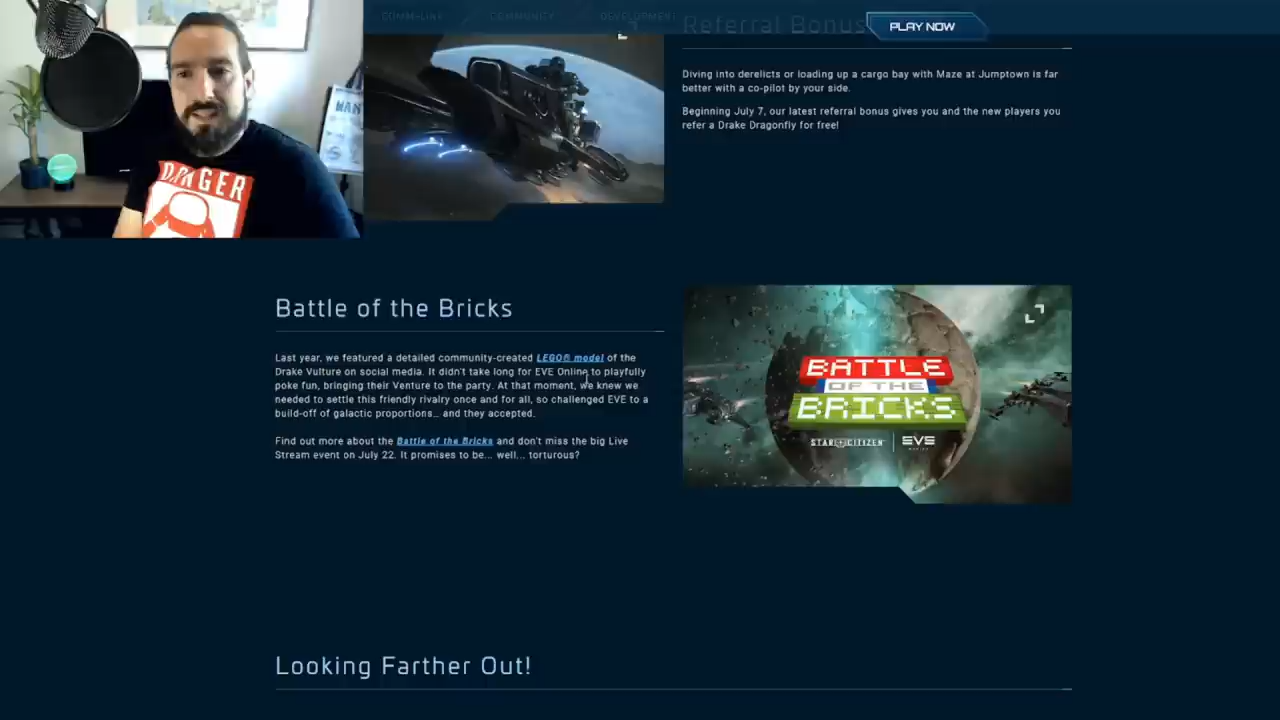 COMM-LINK
COMMUNITY
DEVELOPMENT
PLAY NOW
Referral Bonus
Diving into derelicts or loading up a cargo bay with Maze at Jumptown is far
better with a co-pilot by your side.
Beginning July 7, our latest referral bonus gives you and the new players you
refer a Drake Dragonfly for free!
DANGER
Battle of the Bricks
Last year, we featured a detailed community-created LEGO® model of the
Drake Vulture on social media. It didn't take long for EVE Online to playfully
poke fun, bringing their Venture to the party. At that moment, we knew we
needed to settle this friendly rivalry once and for all, so challenged EVE to a
build-off of galactic proportions... and they accepted.
Find out more about the Battle of the Bricks and don't miss the big Live
Stream event on July 22. It promises to be... well... torturous?
BATTLE
OF THE
BRICKS
STAR CITIZEN
EVE
Looking Farther Out!